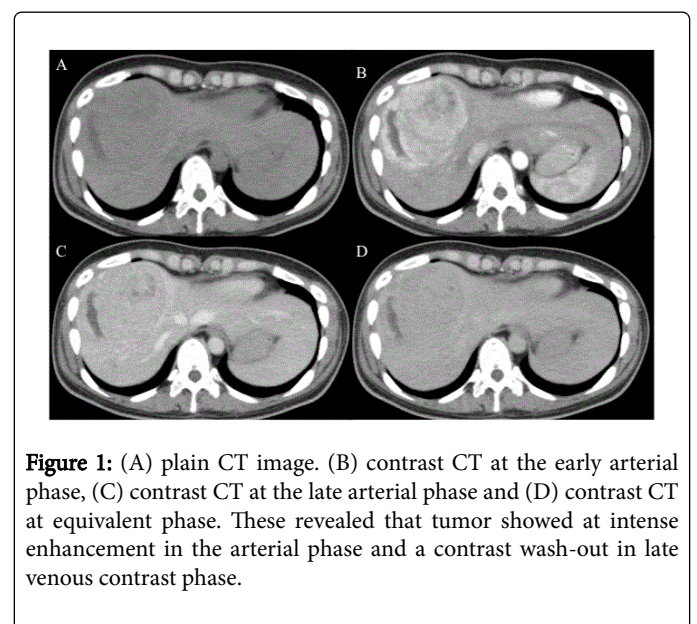 A
B
C
D
Figure 1: (A) plain CT image. (B) contrast CT at the early arterial
phase, (C) contrast CT at the late arterial phase and (D) contrast CT
at equivalent phase. These revealed that tumor showed at intense
enhancement in the arterial phase and a contrast wash-out in late
venous contrast phase.